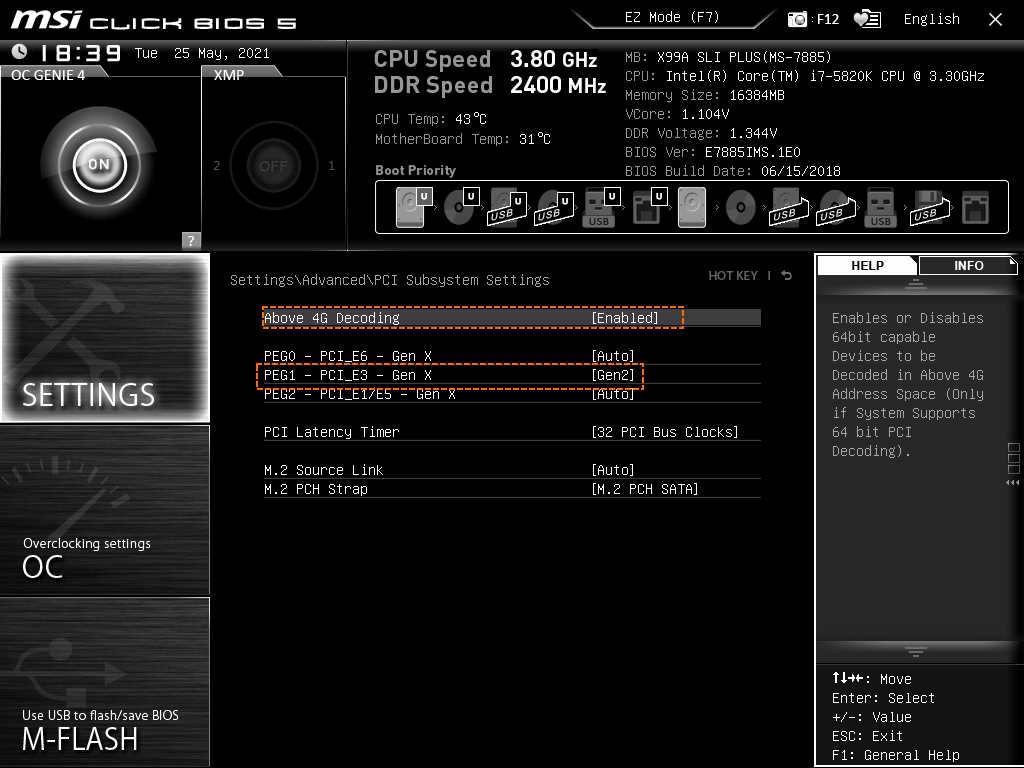 msi CLICK BIOS 5
EZ Mode (F7)
: F12
English
18:39 Tue 25 May, 2021
OC GENIE 4
ON
XMP
2 OFF 1
?
CPU Speed 3.80 GHz
DDR Speed 2400 MHz
CPU Temp: 43°C
MotherBoard Temp: 31°C
MB: X99A SLI PLUS(MS-7885)
CPU: Intel(R) Core(TM) i7-5820K CPU @ 3.30GHz
Memory Size: 16384MB
VCore: 1.104V
DDR Voltage: 1.344V
BIOS Ver: E7885IMS.1E0
BIOS Build Date: 06/15/2018
Boot Priority
U U USB U USB U USB U U USB USB USB USB
SETTINGS
Overclocking settings
OC
Use USB to flash/save BIOS
M-FLASH
Settings\Advanced\PCI Subsystem Settings
HOT KEY |
Above 4G Decoding [Enabled]
PEG0 - PCI_E6 - Gen X [Auto]
PEG1 - PCI_E3 - Gen X [Gen2]
PEG2 - PCI_E1/E5 - Gen X [Auto]
PCI Latency Timer [32 PCI Bus Clocks]
M.2 Source Link [Auto]
M.2 PCH Strap [M.2 PCH SATA]
HELP INFO
Enables or Disables
64bit capable
Devices to be
Decoded in Above 4G
Address Space (Only
if System Supports
64 bit PCI
Decoding).
↑↓→←: Move
Enter: Select
+/-: Value
ESC: Exit
F1: General Help